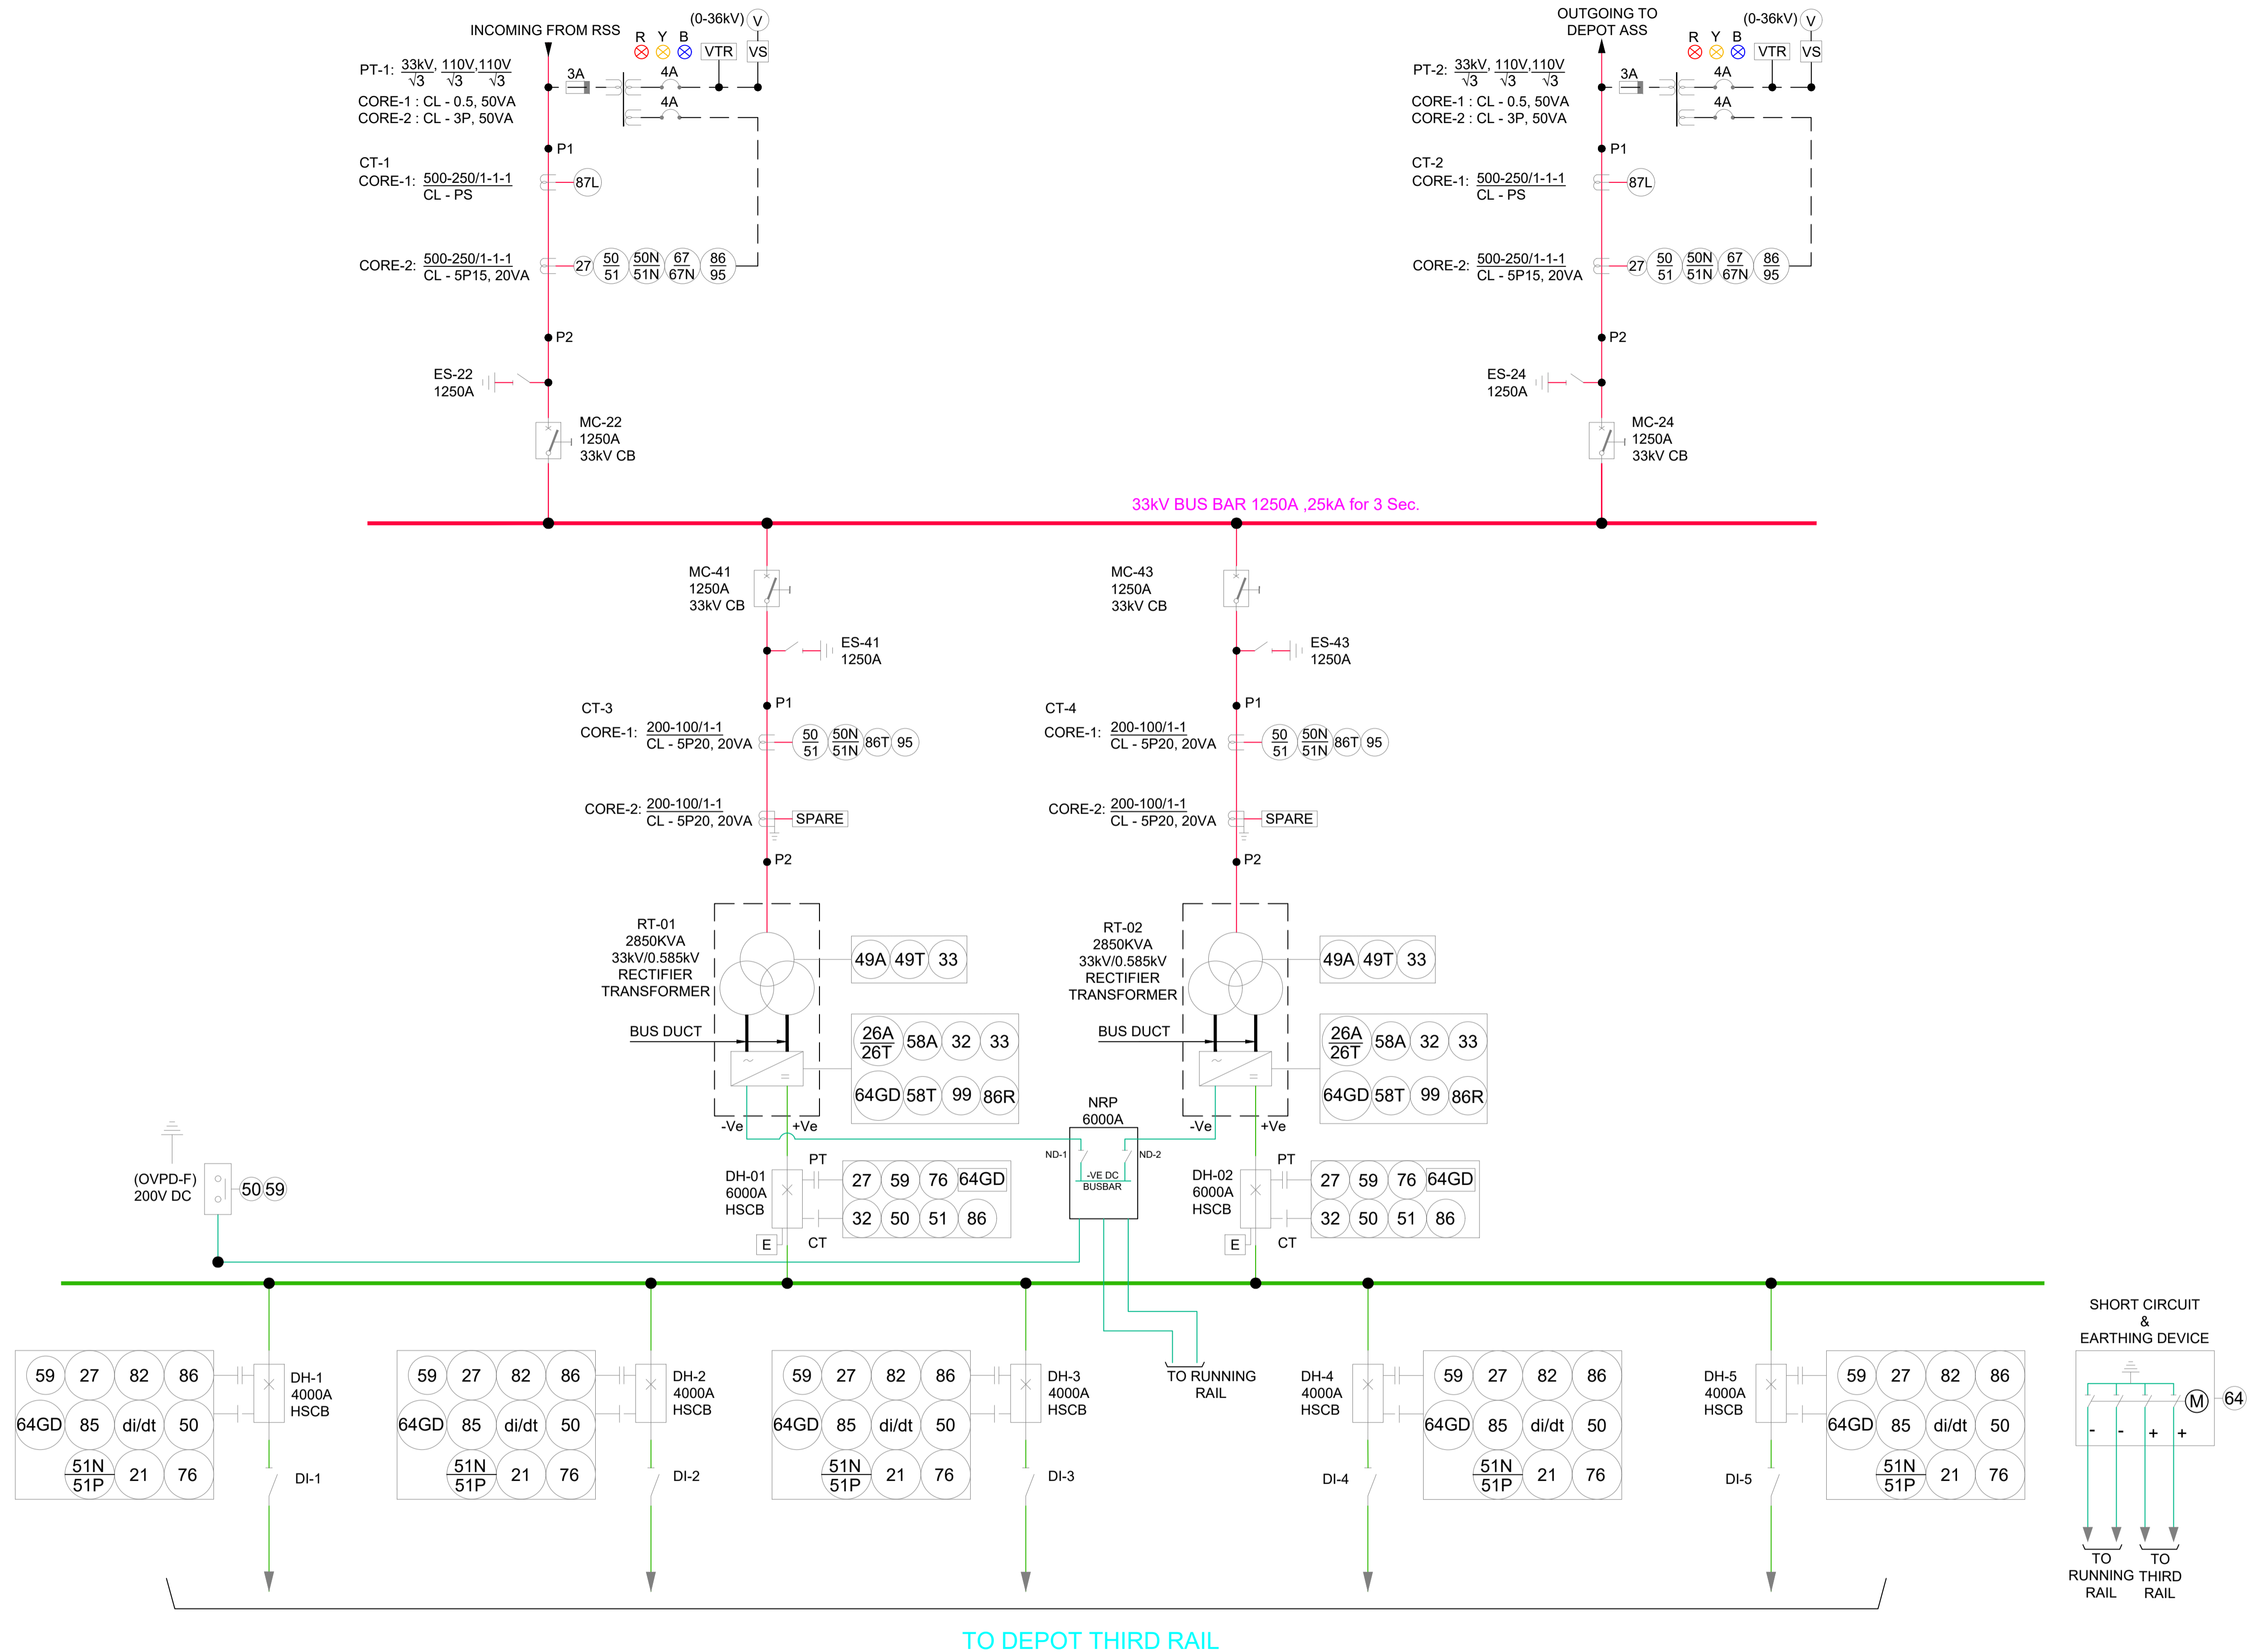 INCOMING FROM RSS
(0-36kV) V
R Y B
VTR VS
PT-1: 33kV, 110V, 110V
√3 √3 √3
3A
4A
4A
CORE-1 : CL - 0.5, 50VA
CORE-2 : CL - 3P, 50VA
P1
CT-1
CORE-1: 500-250/1-1-1
CL - PS
87L
CORE-2: 500-250/1-1-1
CL - 5P15, 20VA
27 50 50N 67 86
51 51N 67N 95
P2
ES-22
1250A
MC-22
1250A
33kV CB
OUTGOING TO
DEPOT ASS
(0-36kV) V
R Y B
VTR VS
PT-2: 33kV, 110V, 110V
√3 √3 √3
3A
4A
4A
CORE-1 : CL - 0.5, 50VA
CORE-2 : CL - 3P, 50VA
P1
CT-2
CORE-1: 500-250/1-1-1
CL - PS
87L
CORE-2: 500-250/1-1-1
CL - 5P15, 20VA
27 50 50N 67 86
51 51N 67N 95
P2
ES-24
1250A
MC-24
1250A
33kV CB
33kV BUS BAR 1250A ,25kA for 3 Sec.
MC-41
1250A
33kV CB
ES-41
1250A
P1
CT-3
CORE-1: 200-100/1-1
CL - 5P20, 20VA
50 50N 86T 95
51 51N
CORE-2: 200-100/1-1
CL - 5P20, 20VA
SPARE
P2
RT-01
2850KVA
33kV/0.585kV
RECTIFIER
TRANSFORMER
49A 49T 33
BUS DUCT
26A 58A 32 33
26T
64GD 58T 99 86R
-Ve +Ve
MC-43
1250A
33kV CB
ES-43
1250A
P1
CT-4
CORE-1: 200-100/1-1
CL - 5P20, 20VA
50 50N 86T 95
51 51N
CORE-2: 200-100/1-1
CL - 5P20, 20VA
SPARE
P2
RT-02
2850KVA
33kV/0.585kV
RECTIFIER
TRANSFORMER
49A 49T 33
BUS DUCT
26A 58A 32 33
26T
64GD 58T 99 86R
-Ve +Ve
NRP
6000A
ND-1 ND-2
-VE DC
BUSBAR
(OVPD-F)
200V DC
50 59
DH-01
6000A
HSCB
PT
27 59 76 64GD
32 50 51 86
E CT
DH-02
6000A
HSCB
PT
27 59 76 64GD
32 50 51 86
E CT
59 27 82 86
64GD 85 di/dt 50
51N 21 76
51P
DH-1
4000A
HSCB
DI-1
59 27 82 86
64GD 85 di/dt 50
51N 21 76
51P
DH-2
4000A
HSCB
DI-2
59 27 82 86
64GD 85 di/dt 50
51N 21 76
51P
DH-3
4000A
HSCB
DI-3
TO RUNNING
RAIL
DH-4
4000A
HSCB
DI-4
59 27 82 86
64GD 85 di/dt 50
51N 21 76
51P
DH-5
4000A
HSCB
DI-5
59 27 82 86
64GD 85 di/dt 50
51N 21 76
51P
SHORT CIRCUIT
&
EARTHING DEVICE
M 64
- - + +
TO
RUNNING
RAIL
TO
THIRD
RAIL
TO DEPOT THIRD RAIL